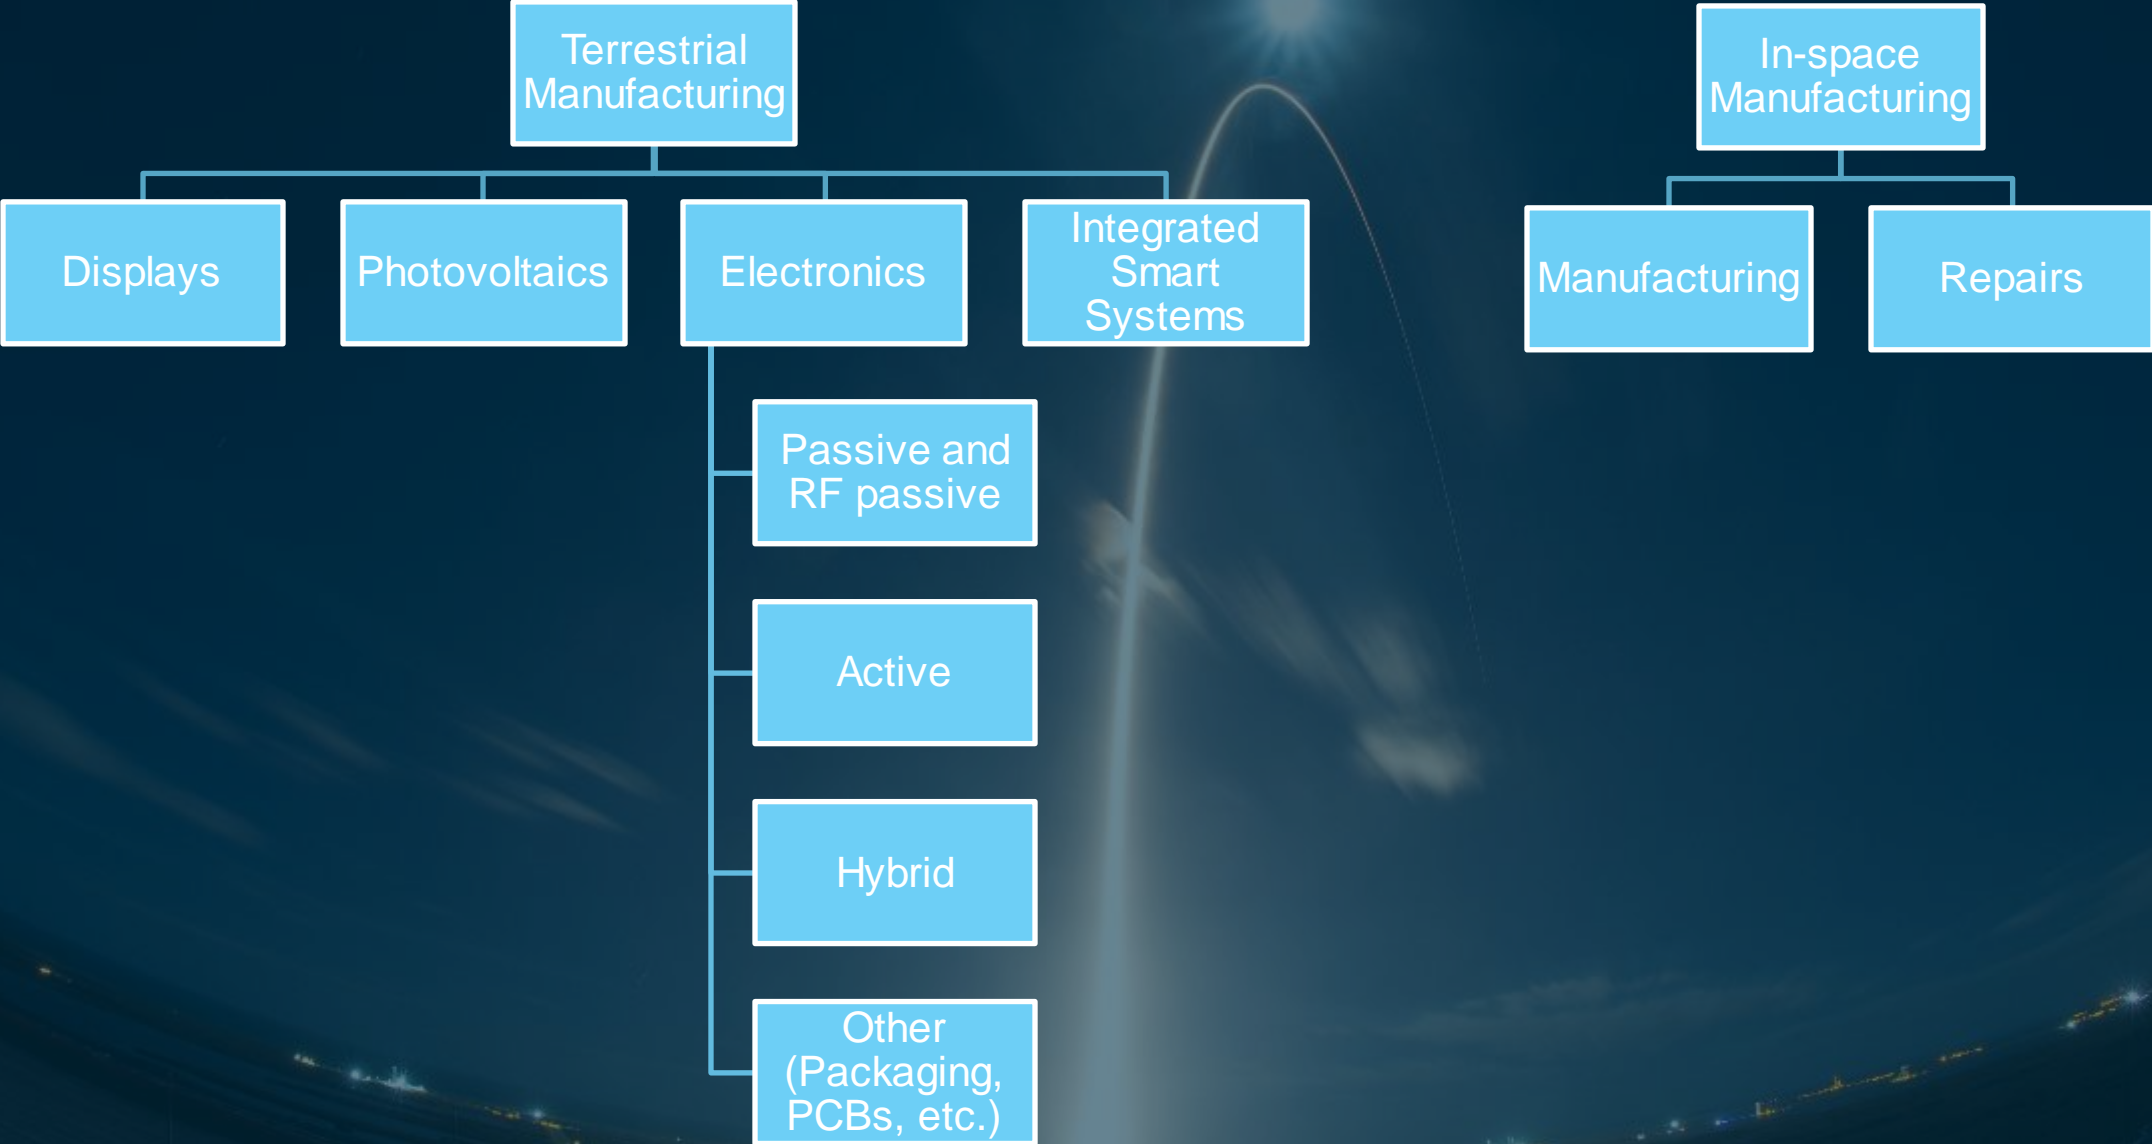 Terrestrial
Manufacturing
In-space
Manufacturing
Displays
Photovoltaics
Electronics
Integrated
Smart
Systems
Manufacturing
Repairs
Passive and
RF passive
Active
Hybrid
Other
(Packaging,
PCBs, etc.)